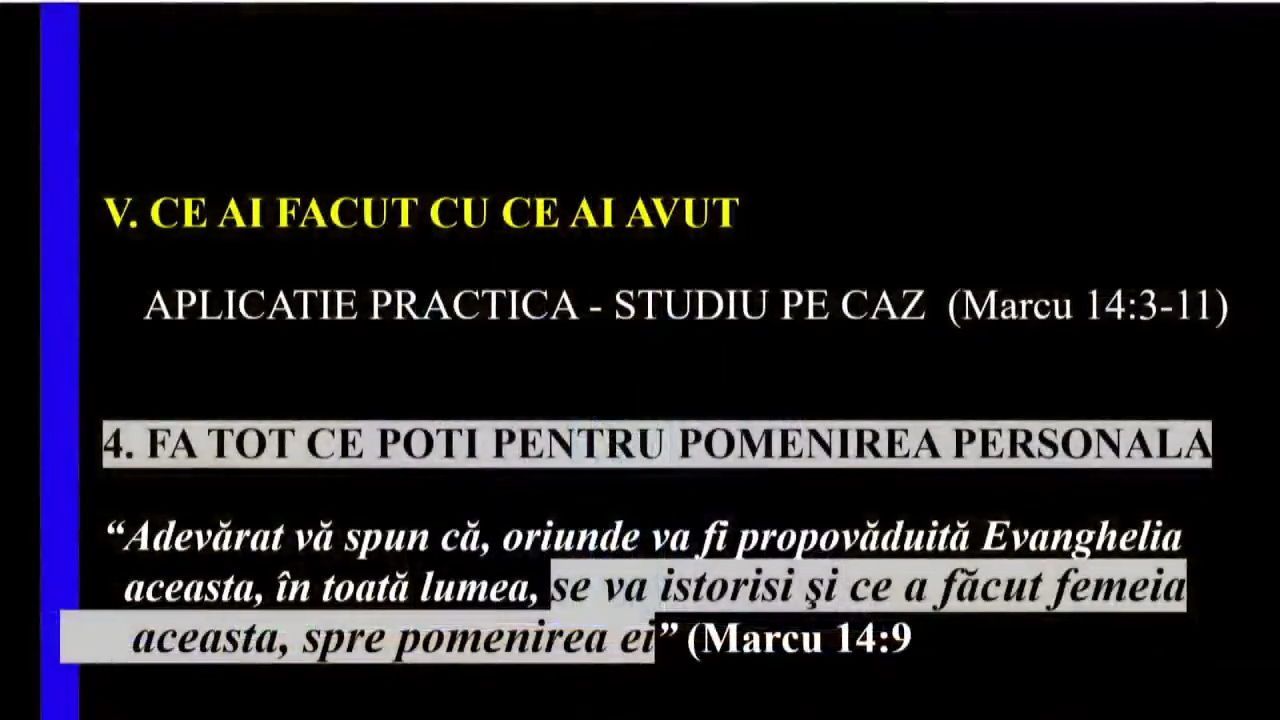 V. CE AI FACUT CU CE AI AVUT
APLICATIE PRACTICA - STUDIU PE CAZ (Marcu 14:3-11)
4. FA TOT CE POTI PENTRU POMENIREA PERSONALA
“Adevărat vă spun că, oriunde va fi propovăduită Evanghelia
aceasta, în toată lumea, se va istorisi şi ce a făcut femeia
aceasta, spre pomenirea ei” (Marcu 14:9